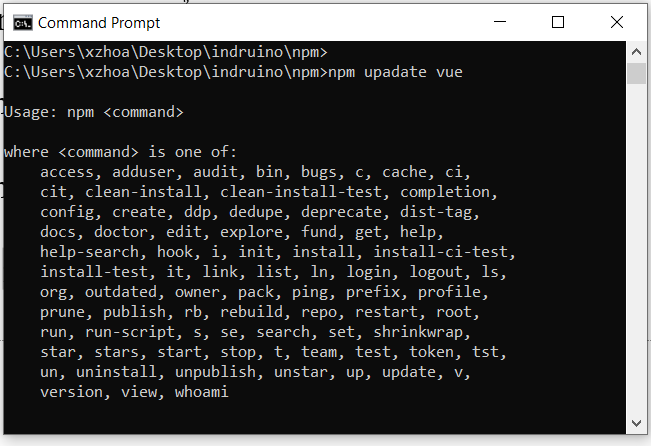 Command Prompt
C:\Users\xzhoa\Desktop\indruino\npm>
C:\Users\xzhoa\Desktop\indruino\npm>npm upadate vue
Usage: npm <command>
where <command> is one of:
access, adduser, audit, bin, bugs, c, cache, ci,
cit, clean-install, clean-install-test, completion,
config, create, ddp, dedupe, deprecate, dist-tag,
docs, doctor, edit, explore, fund, get, help,
help-search, hook, i, init, install, install-ci-test,
install-test, it, link, list, ln, login, logout, ls,
org, outdated, owner, pack, ping, prefix, profile,
prune, publish, rb, rebuild, repo, restart, root,
run, run-script, s, se, search, set, shrinkwrap,
star, stars, start, stop, t, team, test, token, tst,
un, uninstall, unpublish, unstar, up, update, v,
version, view, whoami